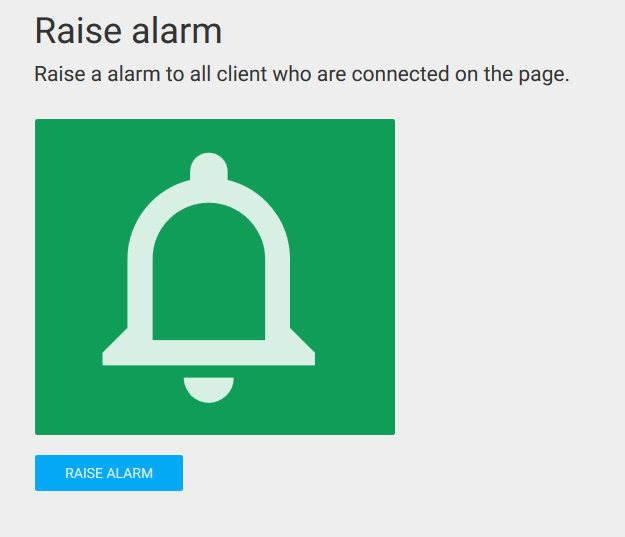 Raise alarm
Raise a alarm to all client who are connected on the page.
RAISE ALARM